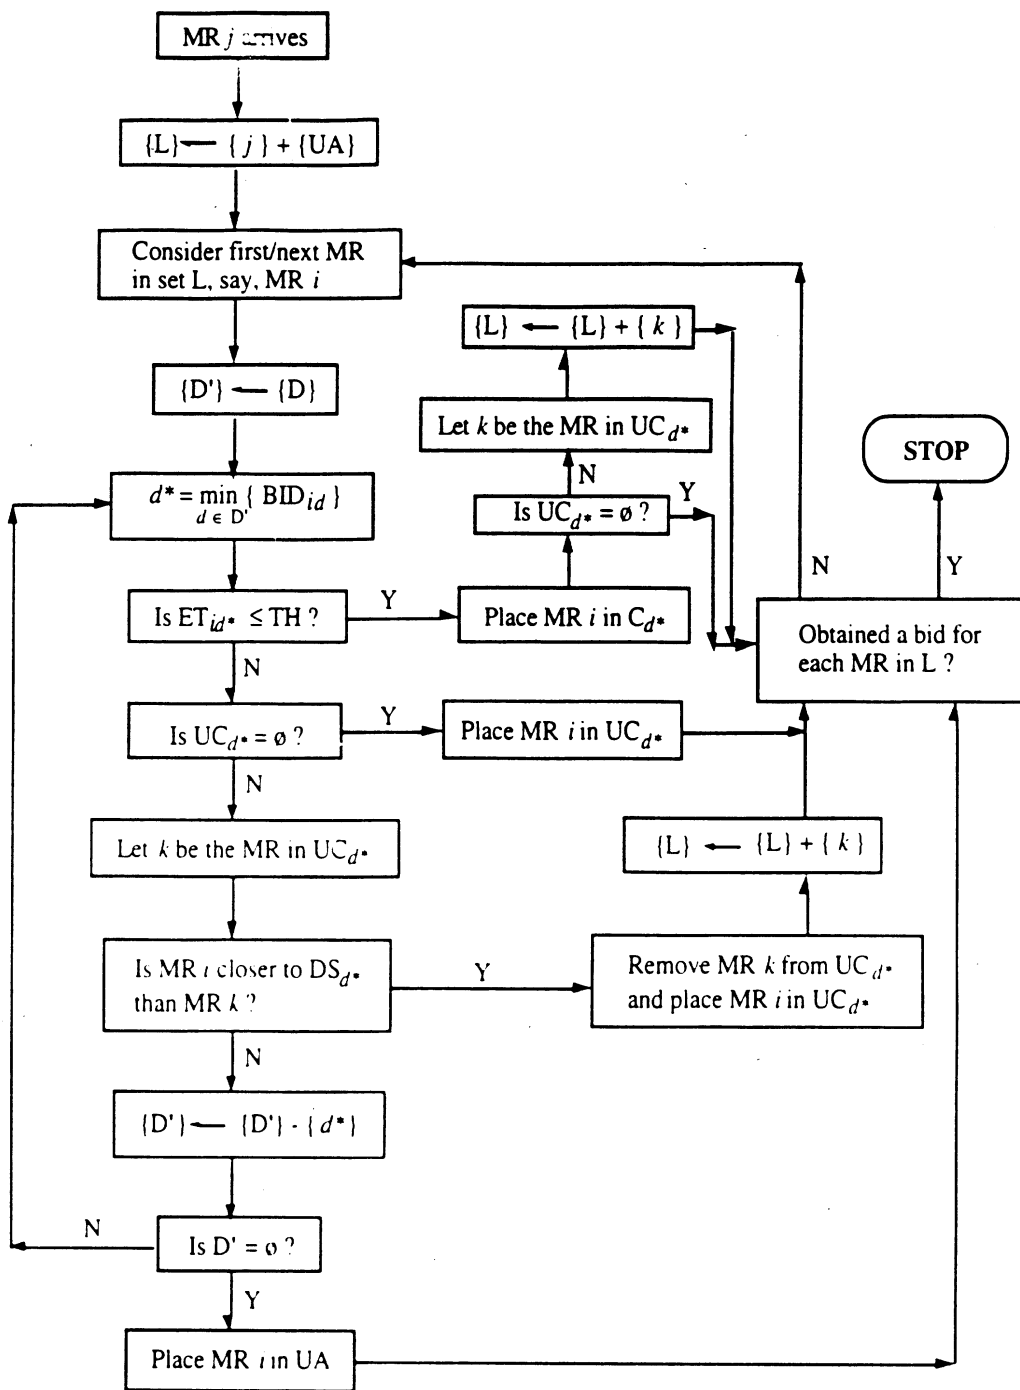 MR j arrives
{L} ← { j } + {UA}
Consider first/next MR
in set L, say, MR i
{D'} ← {D}
d* = min { BID_id }
d ∈ D'
Is ET_id* ≤ TH ?
Y
N
Place MR i in C_d*
Is UC_d* = ø ?
Y
N
Let k be the MR in UC_d*
{L} ← {L} + { k }
STOP
N
Y
Obtained a bid for
each MR in L ?
Is UC_d* = ø ?
Y
N
Place MR i in UC_d*
Let k be the MR in UC_d*
{L} ← {L} + { k }
Is MR i closer to DS_d*
than MR k ?
Y
N
Remove MR k from UC_d*
and place MR i in UC_d*
{D'} ← {D'} - { d* }
Is D' = ø ?
N
Y
Place MR i in UA